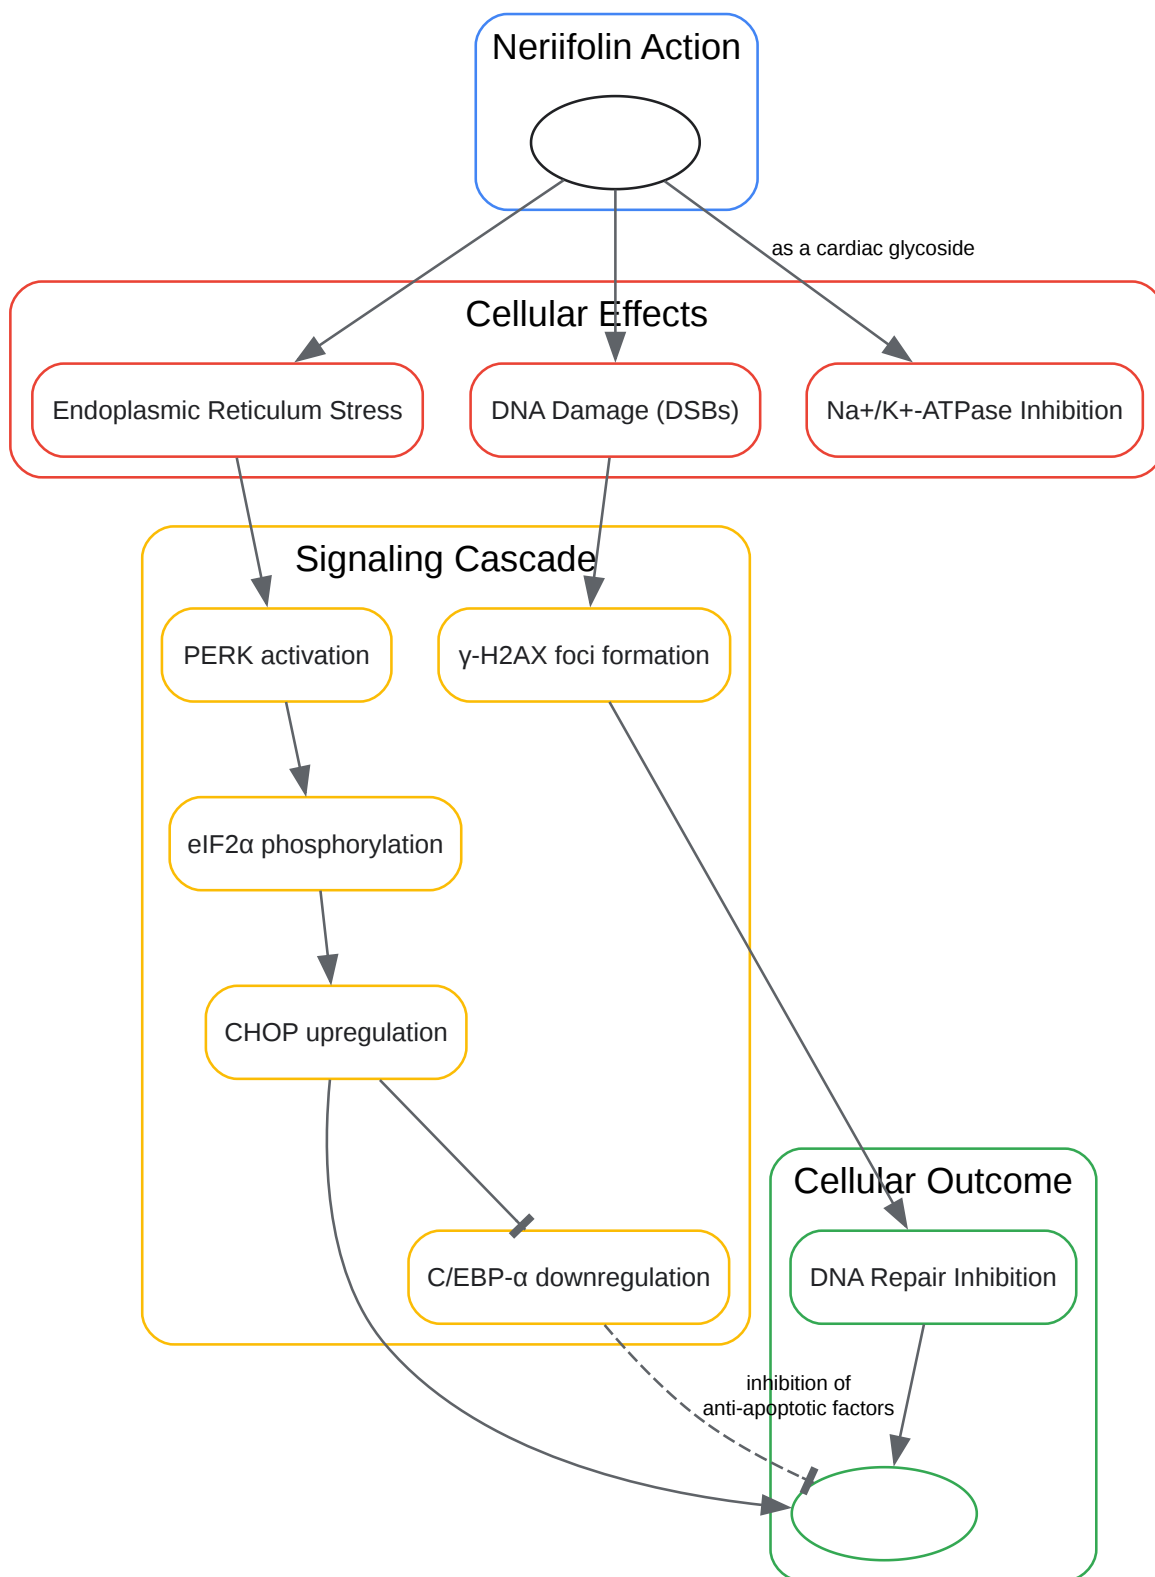 Neriifolin Action
as a cardiac glycoside
Cellular Effects
Endoplasmic Reticulum Stress
DNA Damage (DSBs)
Na+/K+-ATPase Inhibition
Signaling Cascade
PERK activation
γ-H2AX foci formation
eIF2α phosphorylation
CHOP upregulation
Cellular Outcome
C/EBP-α downregulation
DNA Repair Inhibition
inhibition of
anti-apoptotic factors